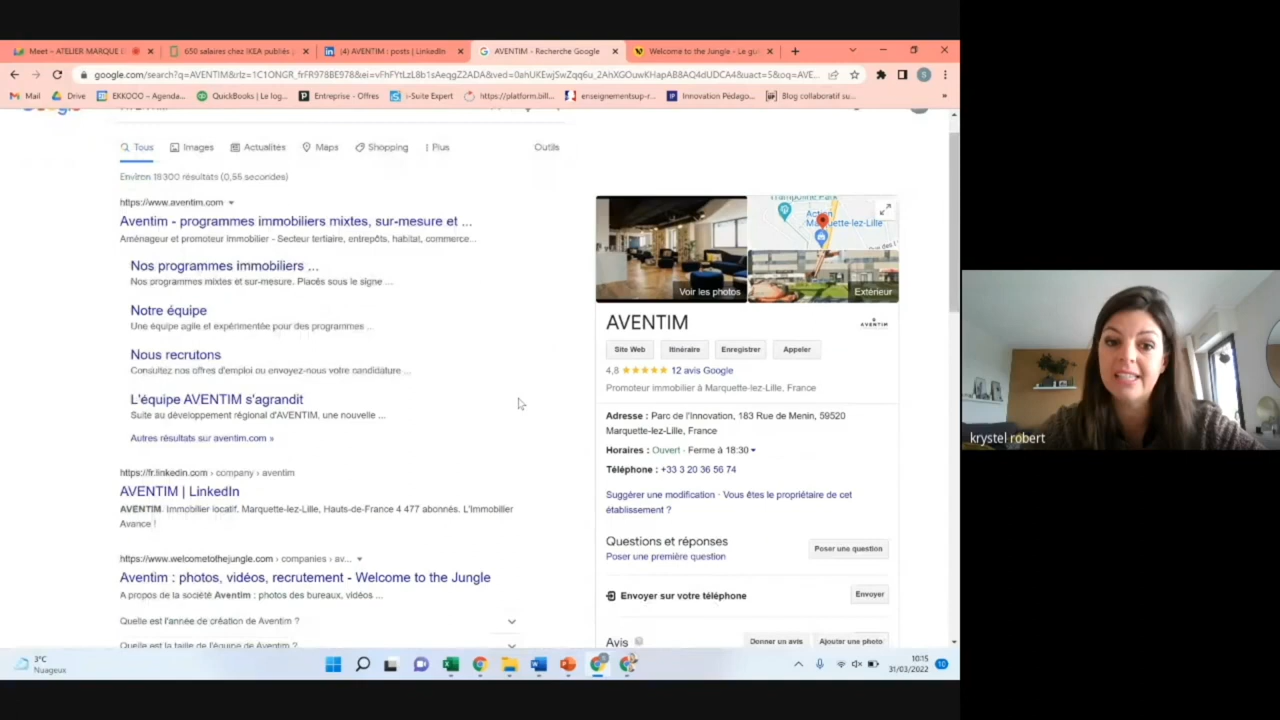 Meet – ATELIER MARQUE
650 salaires chez IKEA publiés
(4) AVENTIM : posts | LinkedIn
AVENTIM - Recherche Google
Welcome to the Jungle - Le gu
Mail
Drive
EKKOOO – Agenda...
QuickBooks | Le log...
Entreprise - Offres
i-Suite Expert
https://platform.bill...
enseignementsup-r...
Innovation Pédago...
Blog collaboratif su...
»
Tous
Images
Actualités
Maps
Shopping
Plus
Outils
Environ 18 300 résultats (0,55 secondes)
https://www.aventim.com
Aventim - programmes immobiliers mixtes, sur-mesure et ...
Aménageur et promoteur immobilier - Secteur tertiaire, entrepôts, habitat, commerce...
Nos programmes immobiliers ...
Nos programmes mixtes et sur-mesure. Placés sous le signe ...
Notre équipe
Une équipe agile et expérimentée pour des programmes ...
Nous recrutons
Consultez nos offres d'emploi ou envoyez-nous votre candidature ...
L'équipe AVENTIM s'agrandit
Suite au développement régional d'AVENTIM, une nouvelle ...
Autres résultats sur aventim.com »
https://fr.linkedin.com › company › aventim
AVENTIM | LinkedIn
AVENTIM. Immobilier locatif. Marquette-lez-Lille, Hauts-de-France 4 477 abonnés. L'Immobilier
Avance !
https://www.welcometothejungle.com › companies › av...
Aventim : photos, vidéos, recrutement - Welcome to the Jungle
A propos de la société Aventim : photos des bureaux, vidéos ...
Quelle est l'année de création de Aventim ?
Quelle est la taille de l'équipe de Aventim ?
Voir les photos
Action
Marquette-lez-Lille
Extérieur
AVENTIM
AVENTIM
Site Web
Itinéraire
Enregistrer
Appeler
4,8 ★★★★★ 12 avis Google
Promoteur immobilier à Marquette-lez-Lille, France
Adresse : Parc de l'Innovation, 183 Rue de Menin, 59520
Marquette-lez-Lille, France
Horaires : Ouvert · Ferme à 18:30
Téléphone : +33 3 20 36 56 74
Suggérer une modification · Vous êtes le propriétaire de cet
établissement ?
Questions et réponses
Poser une première question
Poser une question
Envoyer sur votre téléphone
Envoyer
Avis
Donner un avis
Ajouter une photo
krystel robert
3°C
Nuageux
10:15
31/03/2022
10